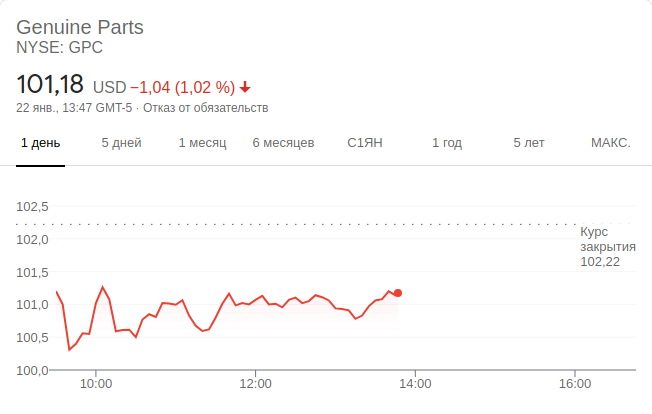 Genuine Parts
NYSE: GPC
101,18 USD −1,04 (1,02 %)
22 янв., 13:47 GMT-5 · Отказ от обязательств
1 день 5 дней 1 месяц 6 месяцев С1ЯН 1 год 5 лет МАКС.
102,5
Курс
102,0
закрытия
102,22
101,5
101,0
100,5
100,0
10:00 12:00 14:00 16:00